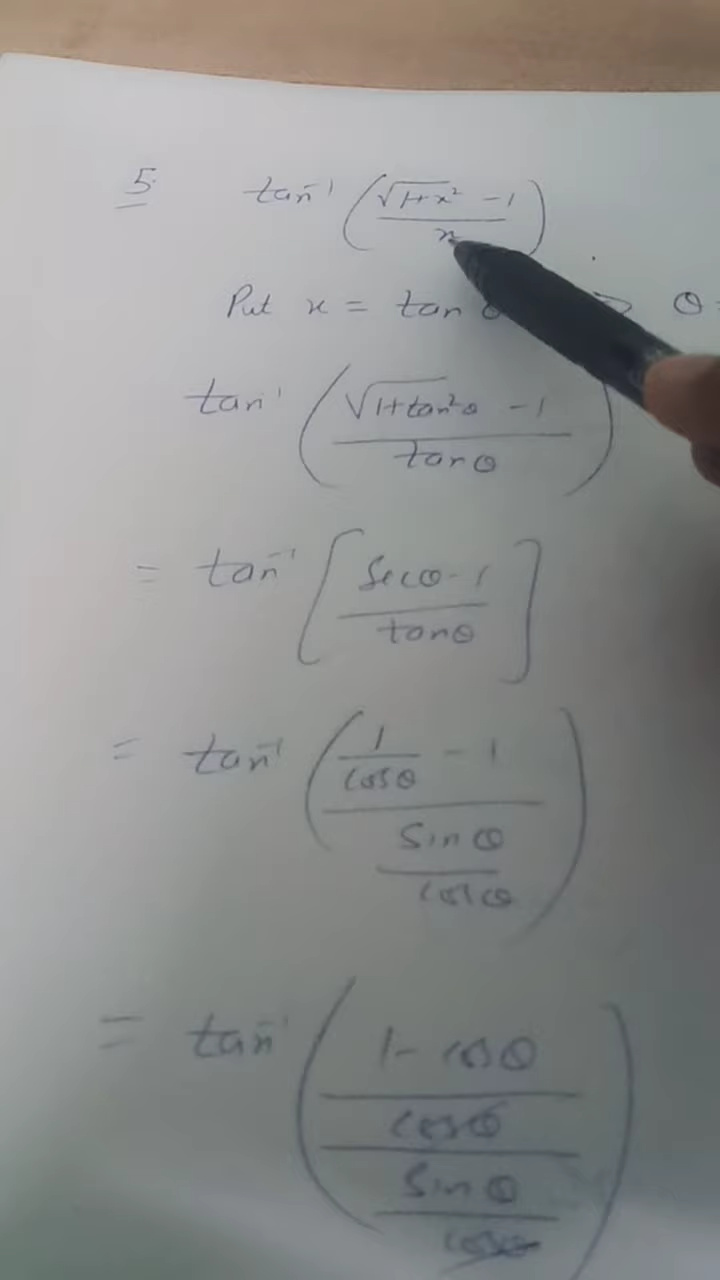 5. tan⁻¹ (√1+x² - 1 / x)
Put x = tan θ ⇒ θ =
tan⁻¹ (√1+tan²θ - 1 / tanθ)
= tan⁻¹ [secθ - 1 / tanθ]
= tan⁻¹ (1/cosθ - 1 / sinθ/cosθ)
= tan⁻¹ (1 - cosθ / cosθ / sinθ / cosθ)